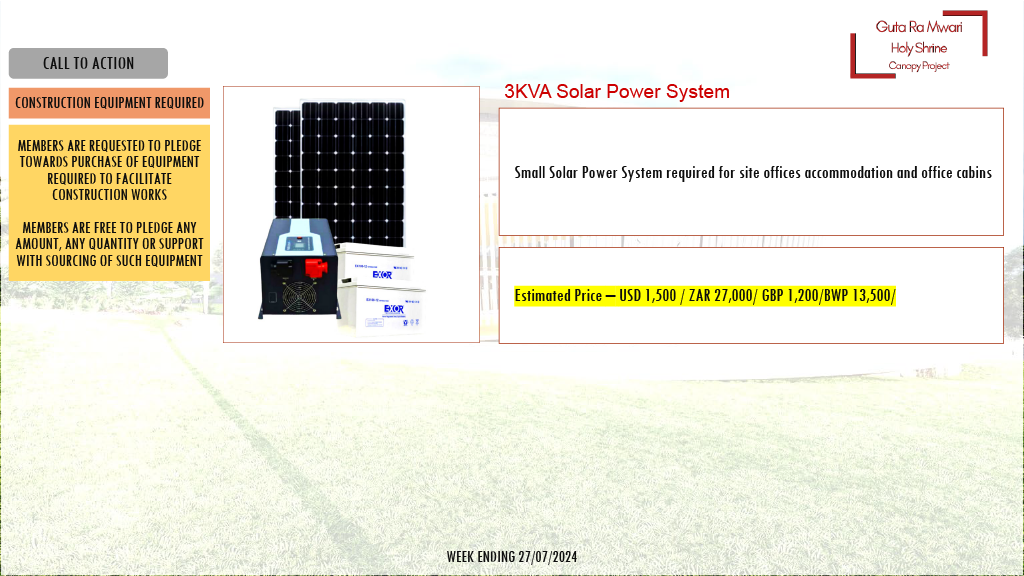 Guta Ra Mwari
Holy Shrine
Canopy Project
CALL TO ACTION
CONSTRUCTION EQUIPMENT REQUIRED
MEMBERS ARE REQUESTED TO PLEDGE
TOWARDS PURCHASE OF EQUIPMENT
REQUIRED TO FACILITATE
CONSTRUCTION WORKS
MEMBERS ARE FREE TO PLEDGE ANY
AMOUNT, ANY QUANTITY OR SUPPORT
WITH SOURCING OF SUCH EQUIPMENT
EXOR
EXOR
3KVA Solar Power System
Small Solar Power System required for site offices accommodation and office cabins
Estimated Price – USD 1,500 / ZAR 27,000/ GBP 1,200/BWP 13,500/
WEEK ENDING 27/07/2024